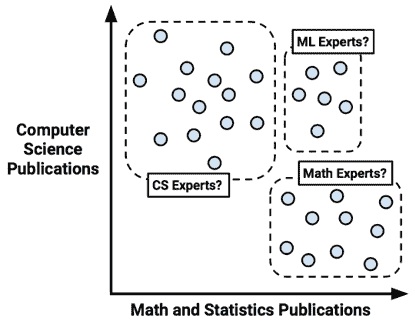 ML Experts?
Computer
Science
Publications
Math Experts?
CS Experts?
Math and Statistics Publications